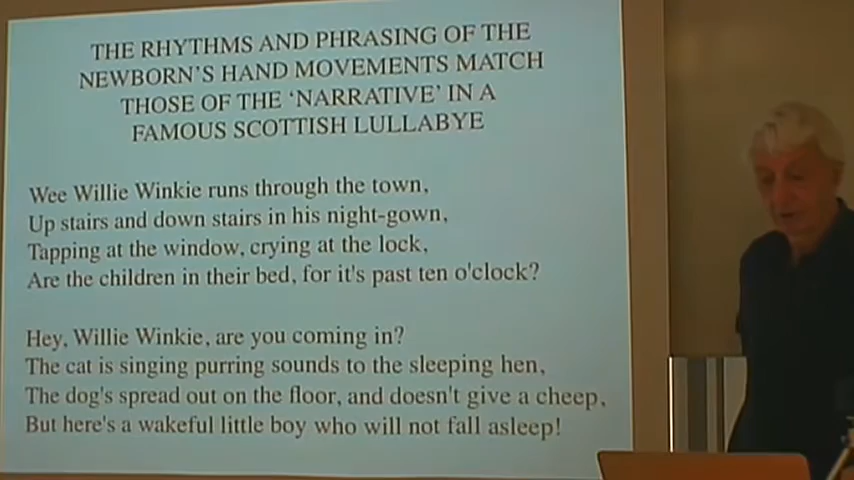 THE RHYTHMS AND PHRASING OF THE
NEWBORN'S HAND MOVEMENTS MATCH
THOSE OF THE 'NARRATIVE' IN A
FAMOUS SCOTTISH LULLABYE
Wee Willie Winkie runs through the town,
Up stairs and down stairs in his night-gown,
Tapping at the window, crying at the lock,
Are the children in their bed, for it's past ten o'clock?
Hey, Willie Winkie, are you coming in?
The cat is singing purring sounds to the sleeping hen,
The dog's spread out on the floor, and doesn't give a cheep,
But here's a wakeful little boy who will not fall asleep!